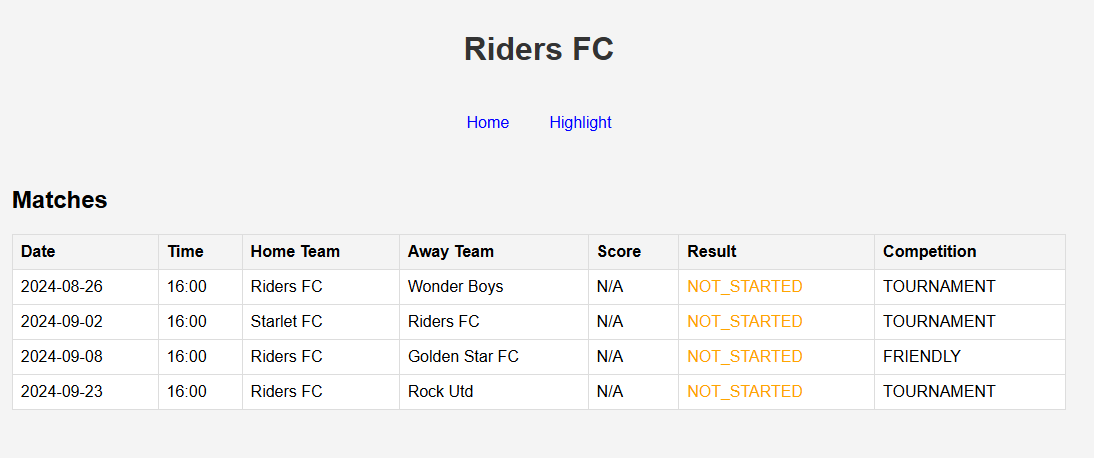 Riders FC
Home Highlight
Matches
Date Time Home Team Away Team Score Result Competition
2024-08-26 16:00 Riders FC Wonder Boys N/A NOT_STARTED TOURNAMENT
2024-09-02 16:00 Starlet FC Riders FC N/A NOT_STARTED TOURNAMENT
2024-09-08 16:00 Riders FC Golden Star FC N/A NOT_STARTED FRIENDLY
2024-09-23 16:00 Riders FC Rock Utd N/A NOT_STARTED TOURNAMENT